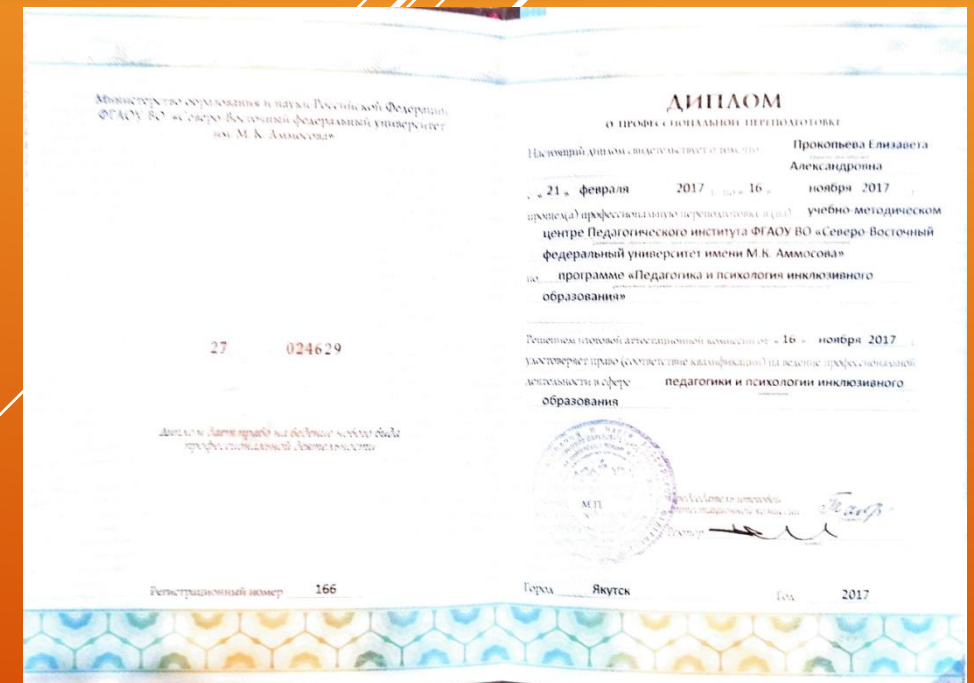 Министерство образования и науки Российской Федерации
ФГАОУ ВО «Северо-Восточный федеральный университет
им. М. К. Аммосова»
27 024629
диплом дает право на ведение нового вида
профессиональной деятельности
Регистрационный номер 166
ДИПЛОМ
О ПРОФЕССИОНАЛЬНОЙ ПЕРЕПОДГОТОВКЕ
Настоящий диплом свидетельствует о том, что Прокопьева Елизавета
Александровна
с „ 21 „ февраля 2017 г. по « 16 „ ноября 2017 г.
прошел(а) профессиональную переподготовку в (на) учебно-методическом
центре Педагогического института ФГАОУ ВО «Северо-Восточный
федеральный университет имени М.К. Аммосова»
по программе «Педагогика и психология инклюзивного
образования»
Решением итоговой аттестационной комиссии от « 16 » ноября 2017 г.
удостоверяет право (соответствие квалификации) на ведение профессиональной
деятельности в сфере педагогики и психологии инклюзивного
образования
М.П.
Председатель итоговой
аттестационной комиссии
Ректор
Город Якутск Год 2017